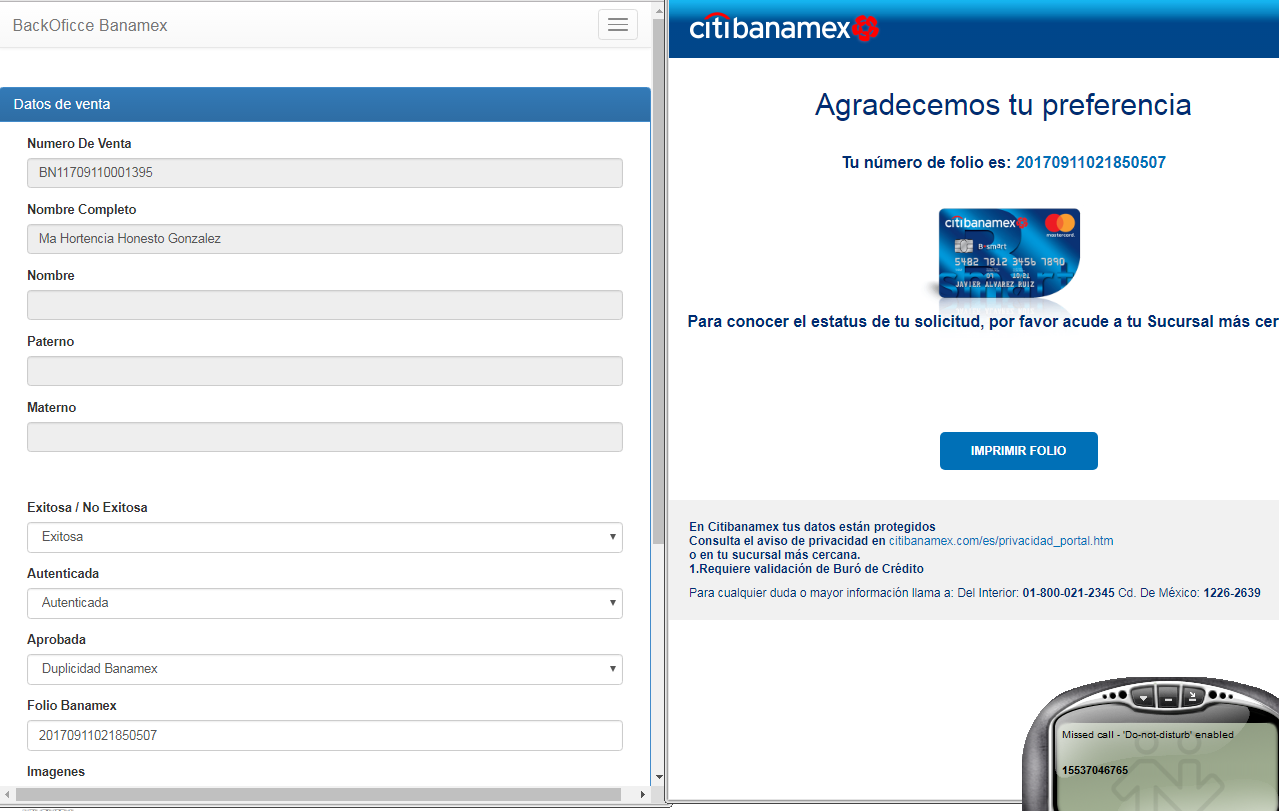 BackOficce Banamex
Datos de venta
Numero De Venta
BN11709110001395
Nombre Completo
Ma Hortencia Honesto Gonzalez
Nombre
Paterno
Materno
Exitosa / No Exitosa
Exitosa
Autenticada
Autenticada
Aprobada
Duplicidad Banamex
Folio Banamex
20170911021850507
Imagenes
citibanamex
Agradecemos tu preferencia
Tu número de folio es: 20170911021850507
citibanamex
mastercard
B•smart
5482 7812 3456 7890
07 10/21
JAVIER ALVAREZ RUIZ
Para conocer el estatus de tu solicitud, por favor acude a tu Sucursal más cer
IMPRIMIR FOLIO
En Citibanamex tus datos están protegidos
Consulta el aviso de privacidad en citibanamex.com/es/privacidad_portal.htm
o en tu sucursal más cercana.
1.Requiere validación de Buró de Crédito
Para cualquier duda o mayor información llama a: Del Interior: 01-800-021-2345 Cd. De México: 1226-2639
Missed call - 'Do-not-disturb' enabled
15537046765